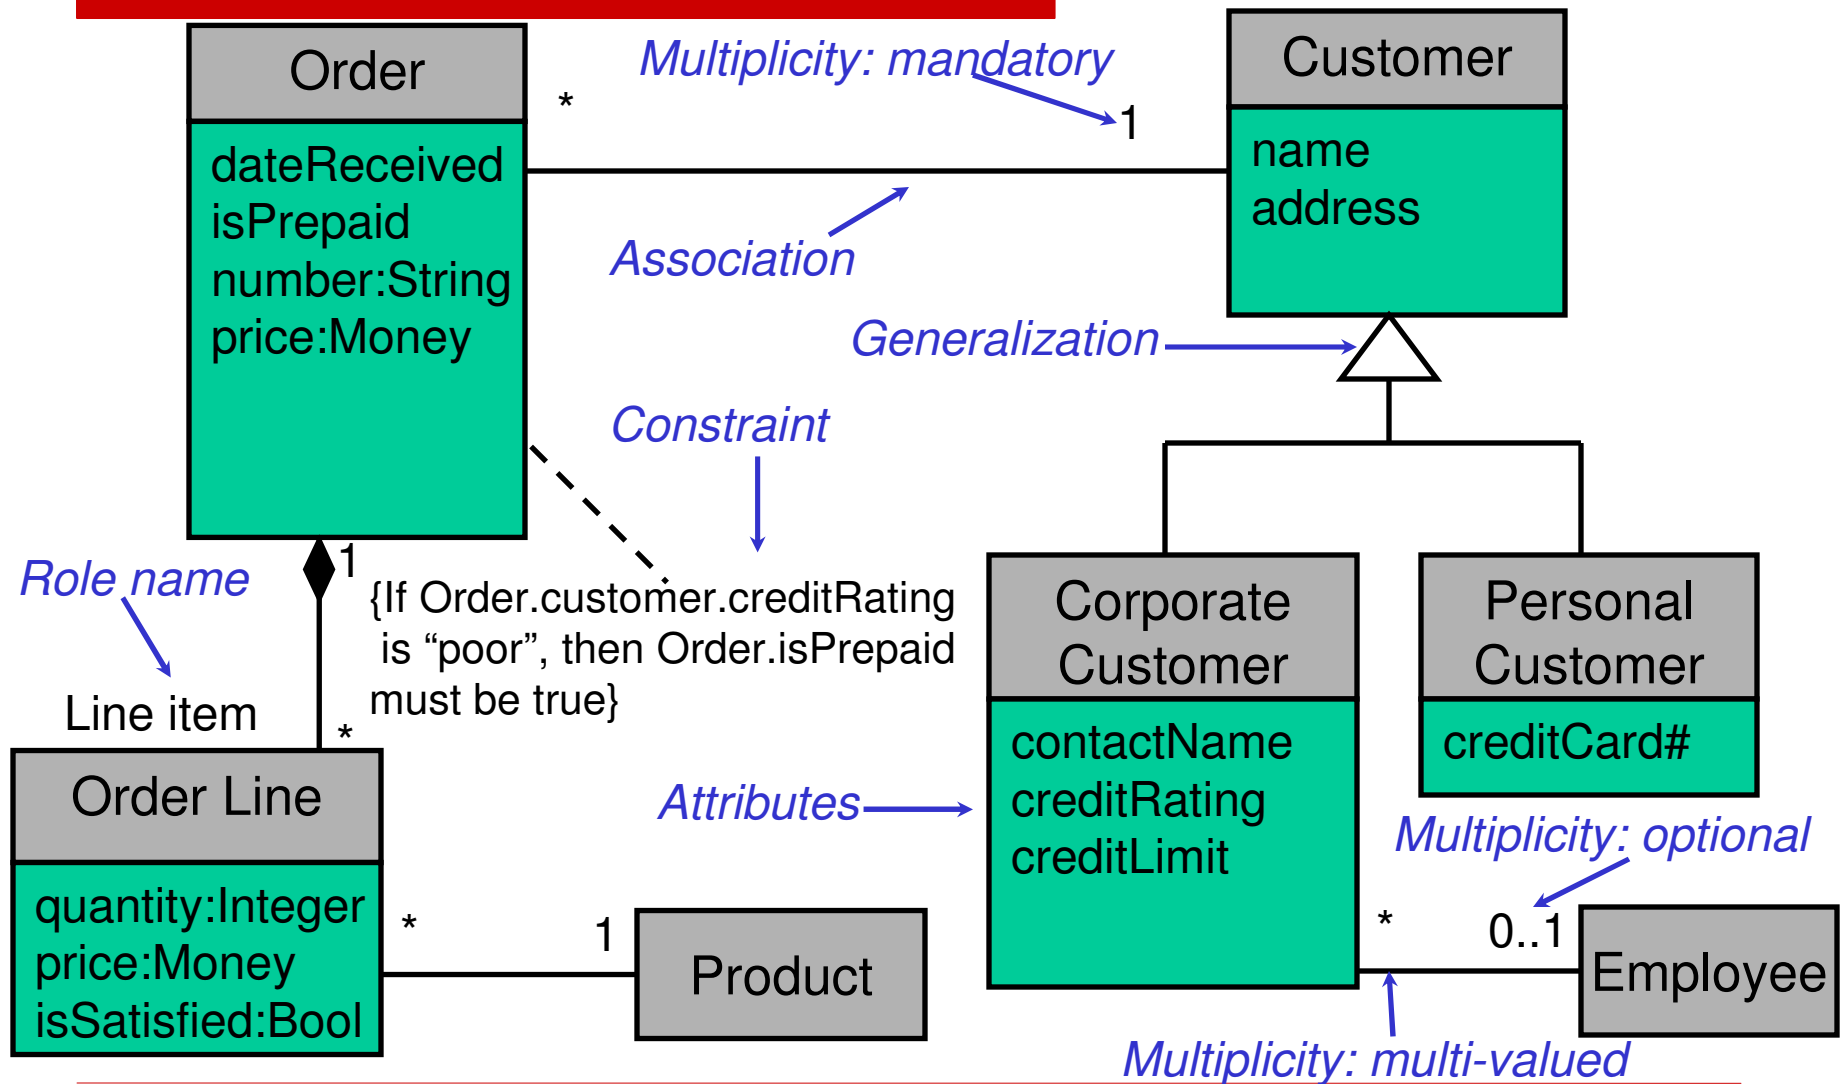 Order
dateReceived
isPrepaid
number:String
price:Money
*
Multiplicity: mandatory
1
Association
Customer
name
address
Generalization
Constraint
{If Order.customer.creditRating
is “poor”, then Order.isPrepaid
must be true}
1
Role name
Line item
*
Order Line
quantity:Integer
price:Money
isSatisfied:Bool
*
1
Product
Corporate
Customer
contactName
creditRating
creditLimit
Attributes
Personal
Customer
creditCard#
Multiplicity: optional
*
0..1
Employee
Multiplicity: multi-valued